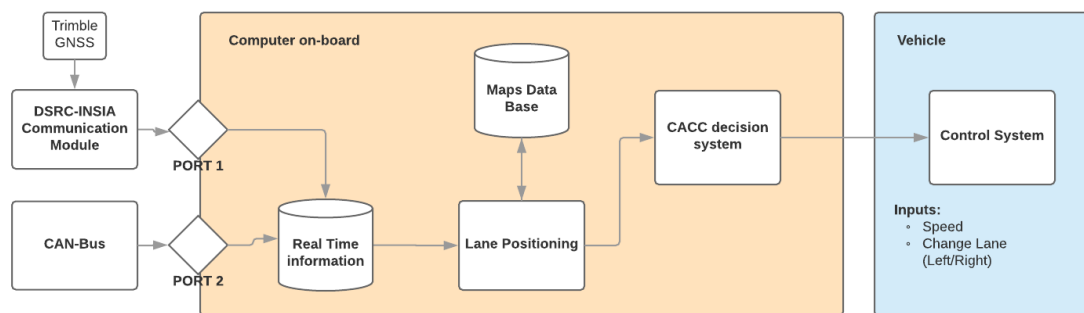 Trimble
GNSS
Computer on-board
Vehicle
DSRC-INSIA
Communication
Module
PORT 1
Maps Data
Base
CACC decision
system
Control System
CAN-Bus
PORT 2
Real Time
information
Lane Positioning
Inputs:
◦ Speed
◦ Change Lane
(Left/Right)